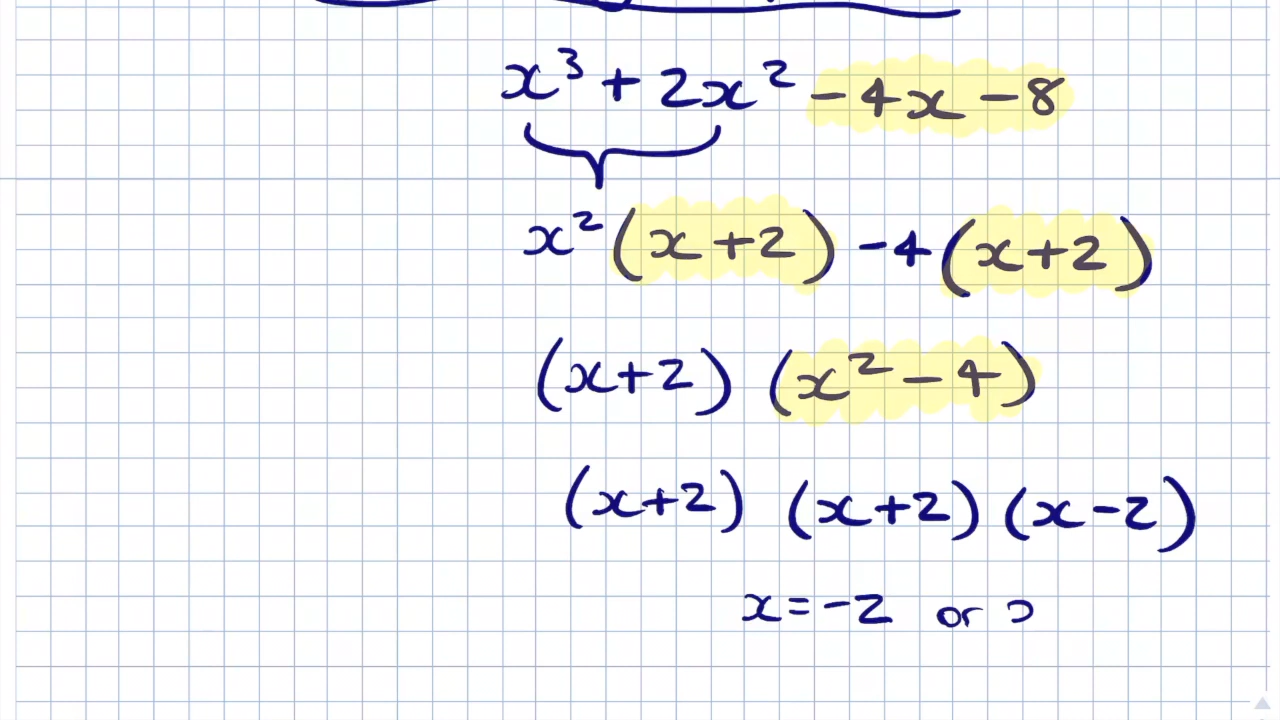 x³ + 2x² - 4x - 8
x² (x + 2) - 4 (x + 2)
(x + 2) (x² - 4)
(x + 2) (x + 2) (x - 2)
x = -2 or